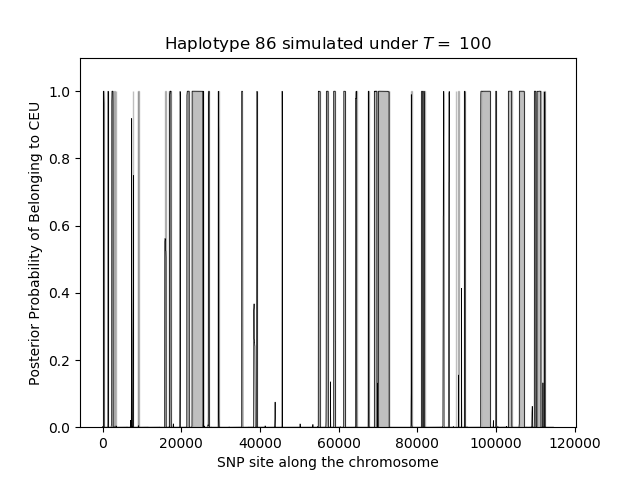 Haplotype 86 simulated under T = 100
Posterior Probability of Belonging to CEU
1.0
0.8
0.6
0.4
0.2
0.0
0 20000 40000 60000 80000 100000 120000
SNP site along the chromosome